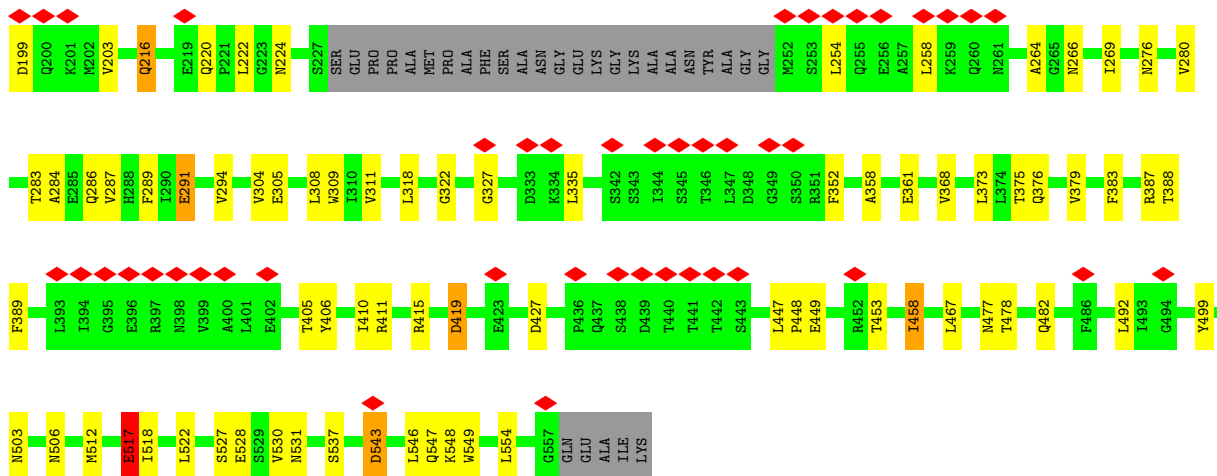 D199 Q200 K201 M202 V203 Q216 E219 Q220 P221 L222 G223 N224 S227 SER GLU PRO PRO ALA MET PRO ALA PHE SER ALA ASN GLY GLU LYS GLY LYS ALA ALA ASN TYR ALA GLY GLY M252 S253 L254 Q255 E256 A257 L258 K259 Q260 N261 A264 G265 N266 I269 N276 V280
T283 A284 E285 Q286 V287 H288 F289 I290 E291 V294 V304 E305 L308 W309 I310 V311 L318 G322 G327 D333 K334 L335 S342 S343 I344 S345 T346 L347 D348 G349 S350 R351 F352 A358 E361 V368 L373 L374 T375 Q376 V379 F383 R387 T388
F389 L393 I394 G395 E396 R397 N398 V399 A400 L401 E402 T405 Y406 I410 R411 R415 D419 E423 D427 P436 Q437 S438 D439 T440 T441 T442 S443 L447 P448 E449 R452 T453 I458 L467 N477 T478 Q482 F486 L492 I493 G494 Y499
N503 N506 M512 E517 I518 L522 S527 E528 S529 V530 N531 S537 D543 L546 Q547 K548 W549 L554 G557 GLN GLU ALA ILE LYS